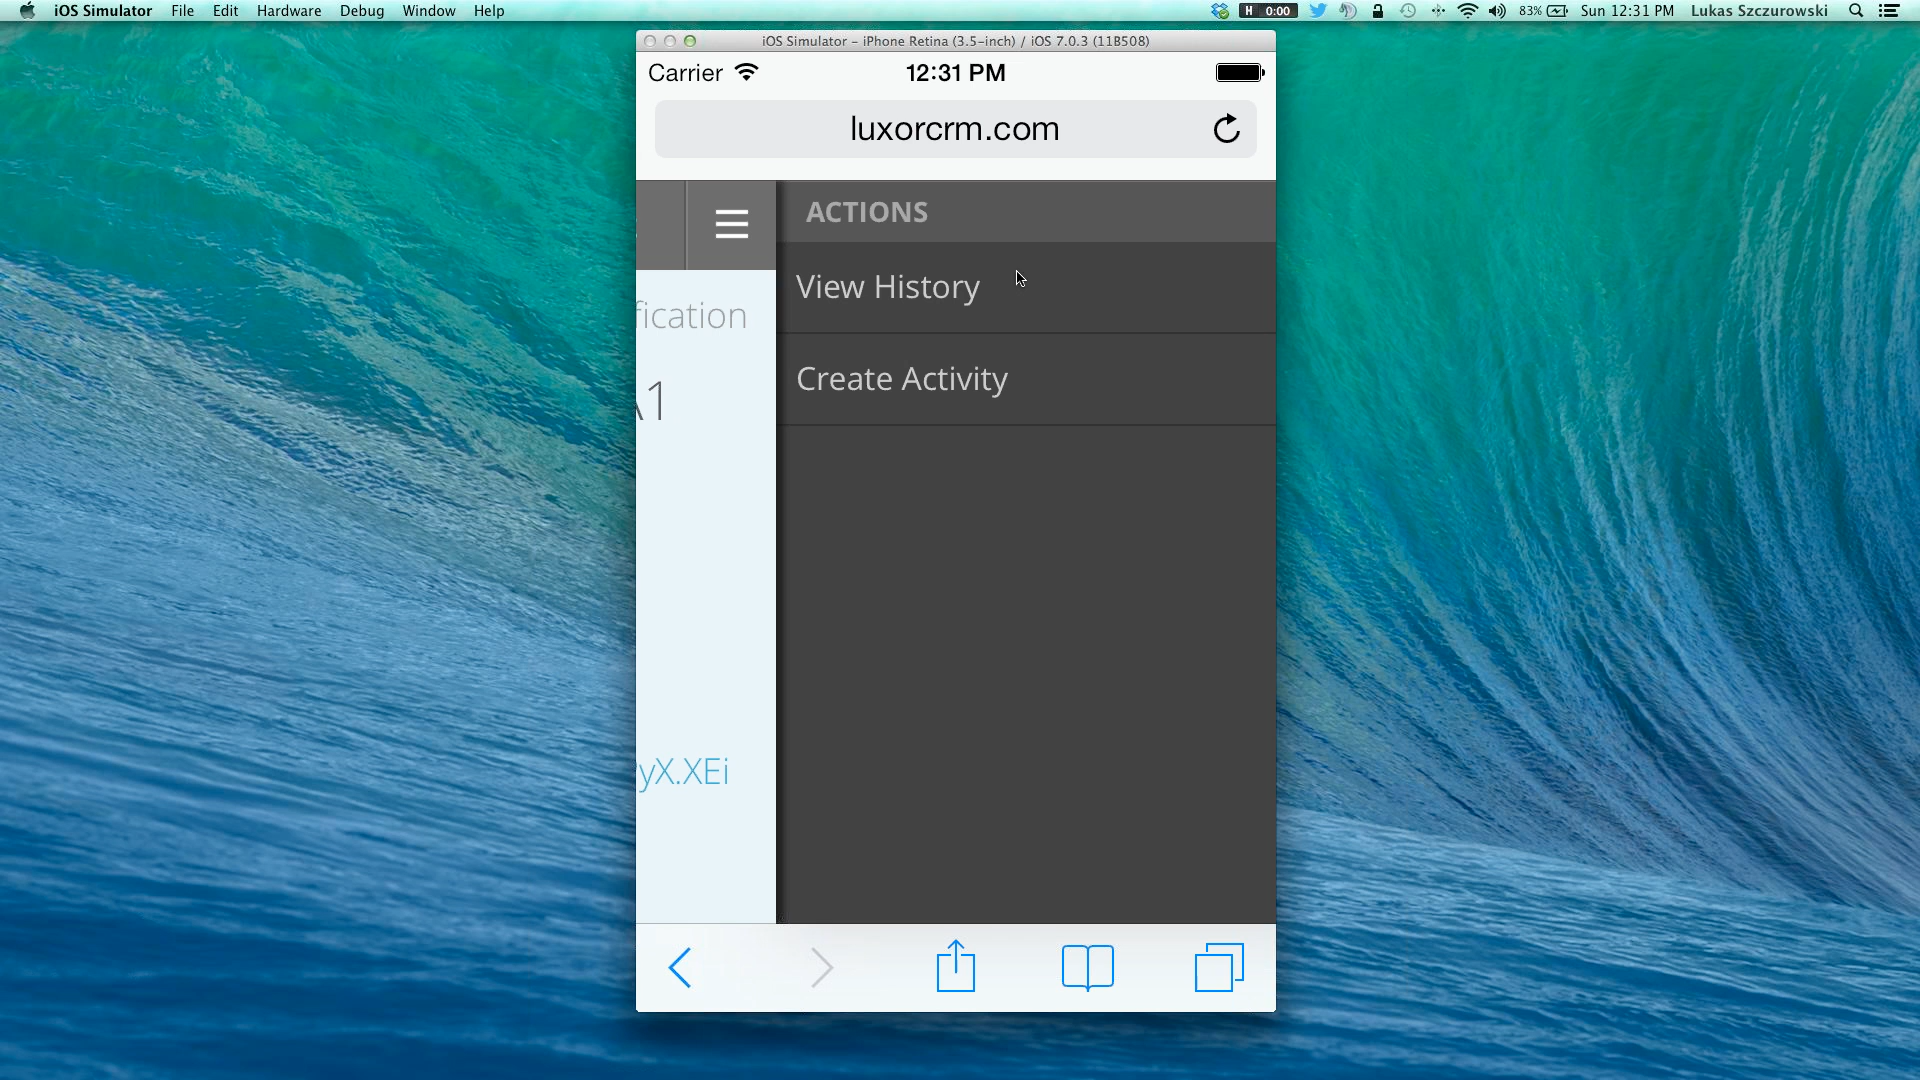 iOS Simulator File Edit Hardware Debug Window Help H 0:00 83% Sun 12:31 PM Lukas Szczurowski
iOS Simulator - iPhone Retina (3.5-inch) / iOS 7.0.3 (11B508)
Carrier 12:31 PM
luxorcrm.com
ACTIONS
View History
fication
Create Activity
1
yX.XEi